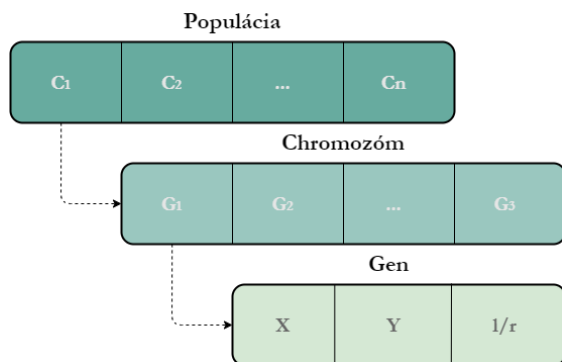 Populácia
C1 C2 ... Cn
Chromozóm
G1 G2 ... G3
Gen
X Y 1/r